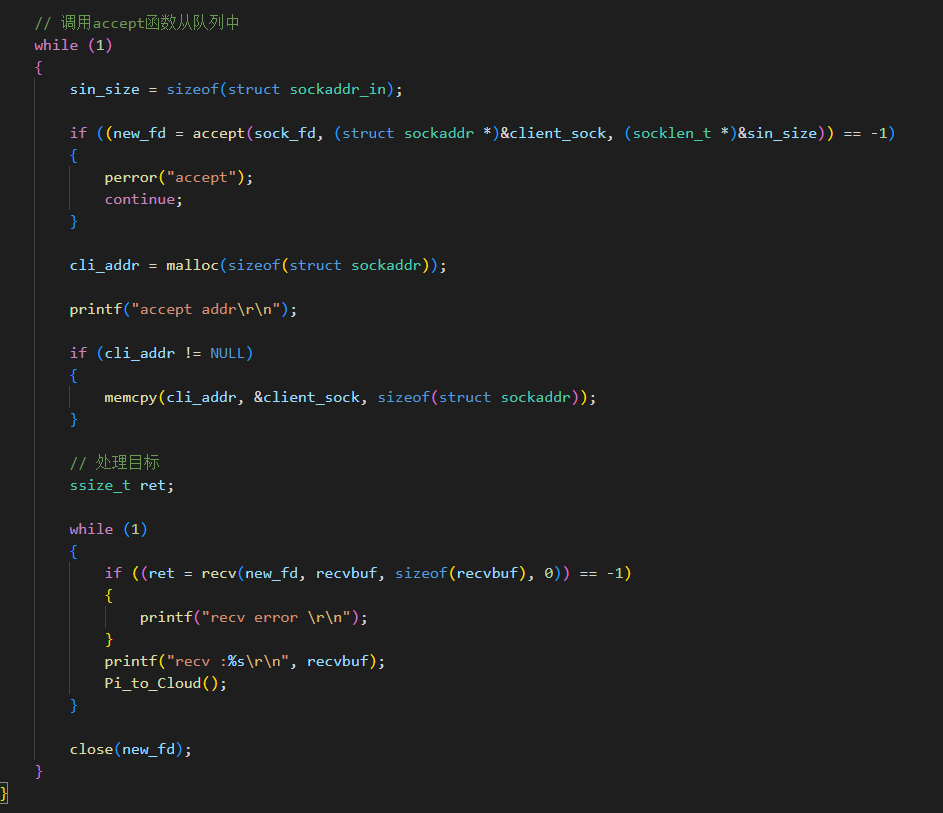 // 调用accept函数从队列中
while (1)
{
sin_size = sizeof(struct sockaddr_in);
if ((new_fd = accept(sock_fd, (struct sockaddr *)&client_sock, (socklen_t *)&sin_size)) == -1)
{
perror("accept");
continue;
}
cli_addr = malloc(sizeof(struct sockaddr));
printf("accept addr\r\n");
if (cli_addr != NULL)
{
memcpy(cli_addr, &client_sock, sizeof(struct sockaddr));
}
// 处理目标
ssize_t ret;
while (1)
{
if ((ret = recv(new_fd, recvbuf, sizeof(recvbuf), 0)) == -1)
{
printf("recv error \r\n");
}
printf("recv :%s\r\n", recvbuf);
Pi_to_Cloud();
}
close(new_fd);
}
}